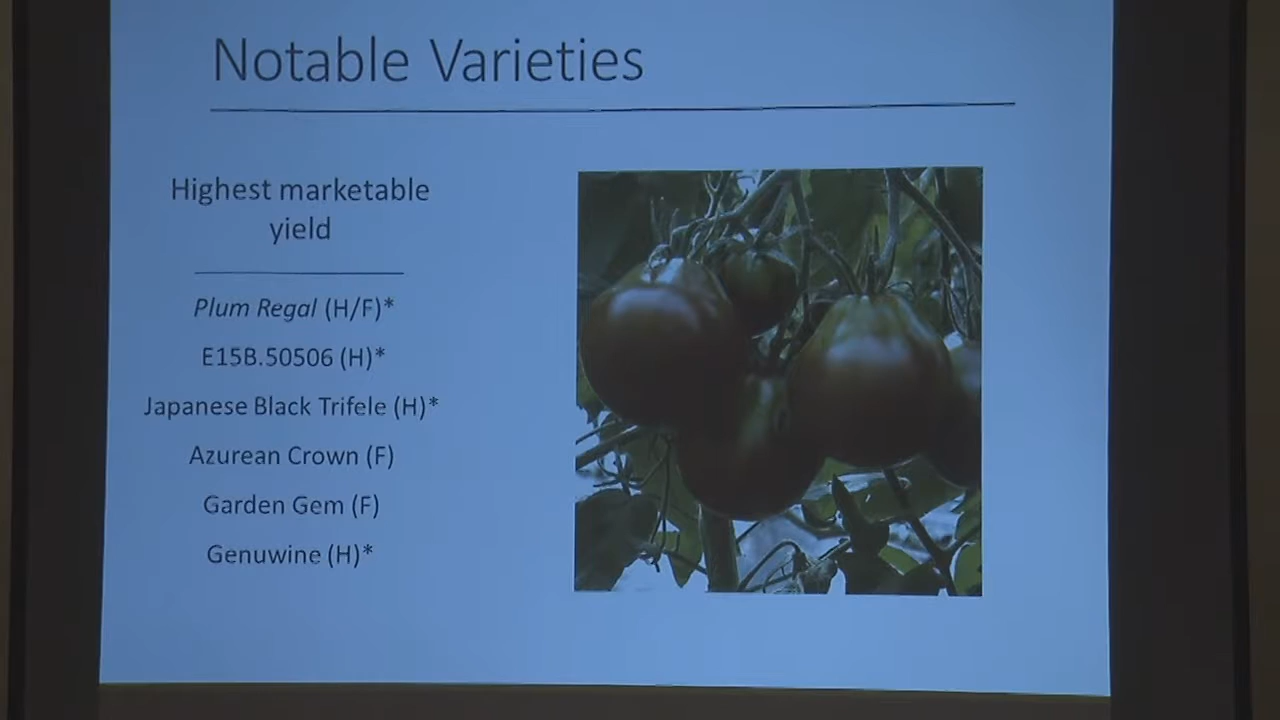 Notable Varieties
Highest marketable
yield
Plum Regal (H/F)*
E15B.50506 (H)*
Japanese Black Trifele (H)*
Azurean Crown (F)
Garden Gem (F)
Genuwine (H)*